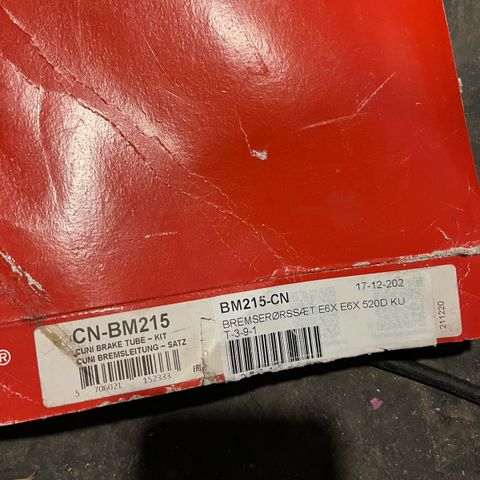 CN-BM215
CUNI BRAKE TUBE – KIT
CUNI BREMSLEITUNG – SATZ
5 706021 152333
17-12-202
BM215-CN
BREMSERØRSSÆT E6X E6X 520D KU
T-3-9-1
211220
®